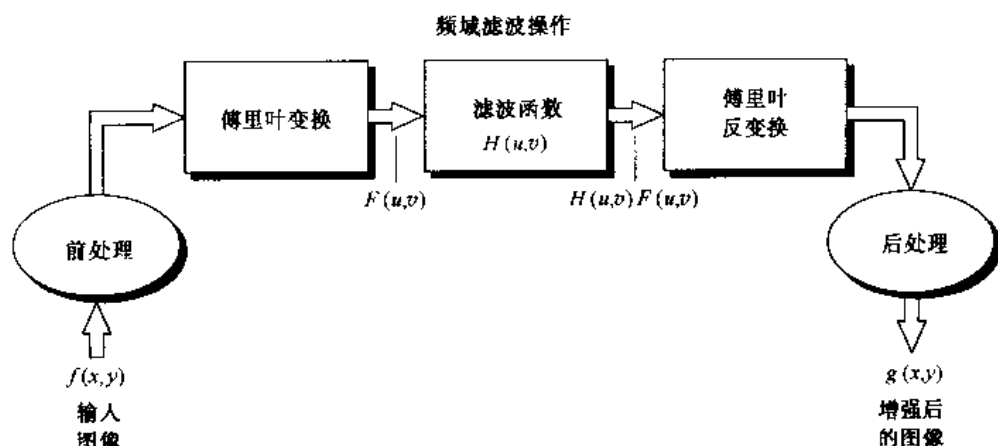 频域滤波操作
傅里叶变换
滤波函数
H(u,v)
傅里叶
反变换
F(u,v)
H(u,v)F(u,v)
前处理
后处理
f(x,y)
输入
图像
g(x,y)
增强后
的图像